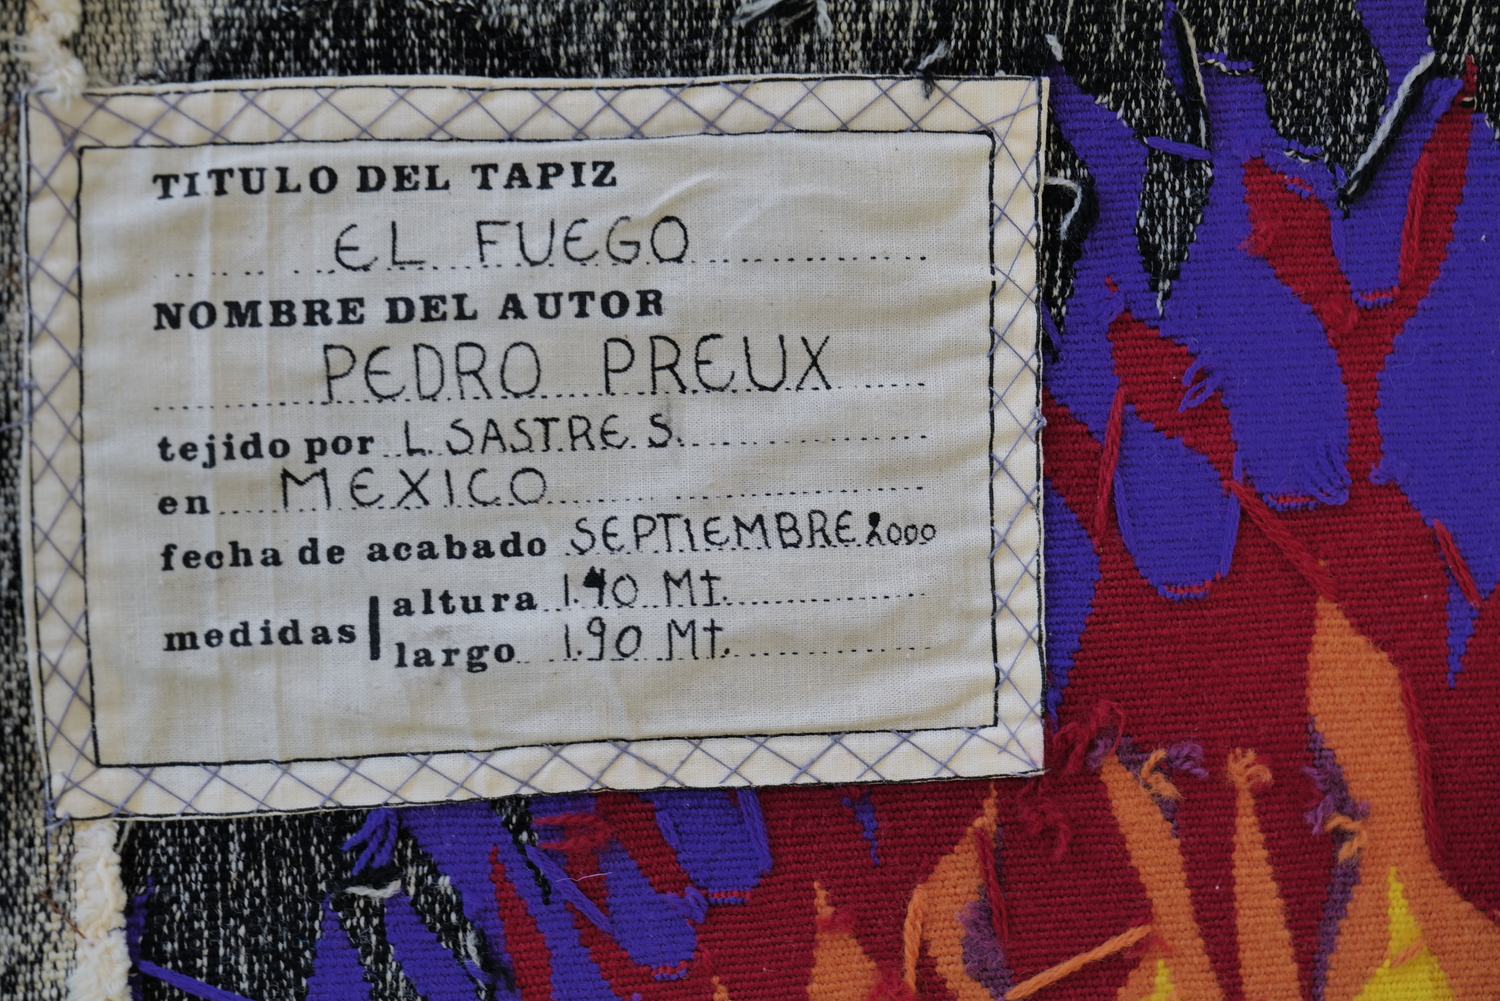 TITULO DEL TAPIZ
EL FUEGO
NOMBRE DEL AUTOR
PEDRO PREUX
tejido por L. SASTRE S.
en MEXICO
fecha de acabado SEPTIEMBRE 2000
medidas
altura 1.40 Mt.
largo 1.90 Mt.